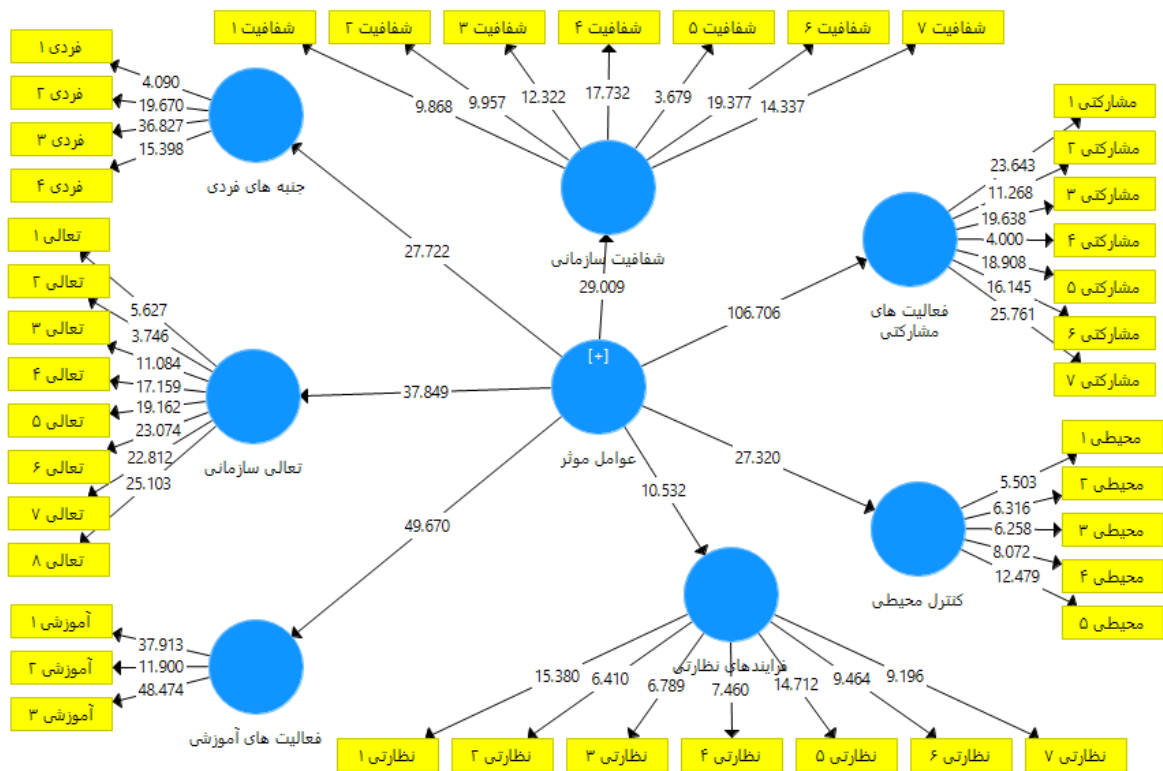 شفافیت ۱
شفافیت ۲
شفافیت ۳
شفافیت ۴
شفافیت ۵
شفافیت ۶
شفافیت ۷
9.868
9.957
12.322
17.732
3.679
19.377
14.337
شفافیت سازمانی
29.009
فردی ۱
فردی ۲
فردی ۳
فردی ۴
4.090
19.670
36.827
15.398
جنبه های فردی
27.722
مشارکتی ۱
مشارکتی ۲
مشارکتی ۳
مشارکتی ۴
مشارکتی ۵
مشارکتی ۶
مشارکتی ۷
23.643
11.268
19.638
4.000
18.908
16.145
25.761
فعالیت های
مشارکتی
106.706
تعالی ۱
تعالی ۲
تعالی ۳
تعالی ۴
تعالی ۵
تعالی ۶
تعالی ۷
تعالی ۸
5.627
3.746
11.084
17.159
19.162
23.074
22.812
25.103
تعالی سازمانی
37.849
[+]
عوامل موثر
محیطی ۱
محیطی ۲
محیطی ۳
محیطی ۴
محیطی ۵
5.503
6.316
6.258
8.072
12.479
کنترل محیطی
27.320
آموزشی ۱
آموزشی ۲
آموزشی ۳
37.913
11.900
48.474
فعالیت های آموزشی
49.670
10.532
فرایندهای نظارتی
15.380
6.410
6.789
7.460
14.712
9.464
9.196
نظارتی ۱
نظارتی ۲
نظارتی ۳
نظارتی ۴
نظارتی ۵
نظارتی ۶
نظارتی ۷